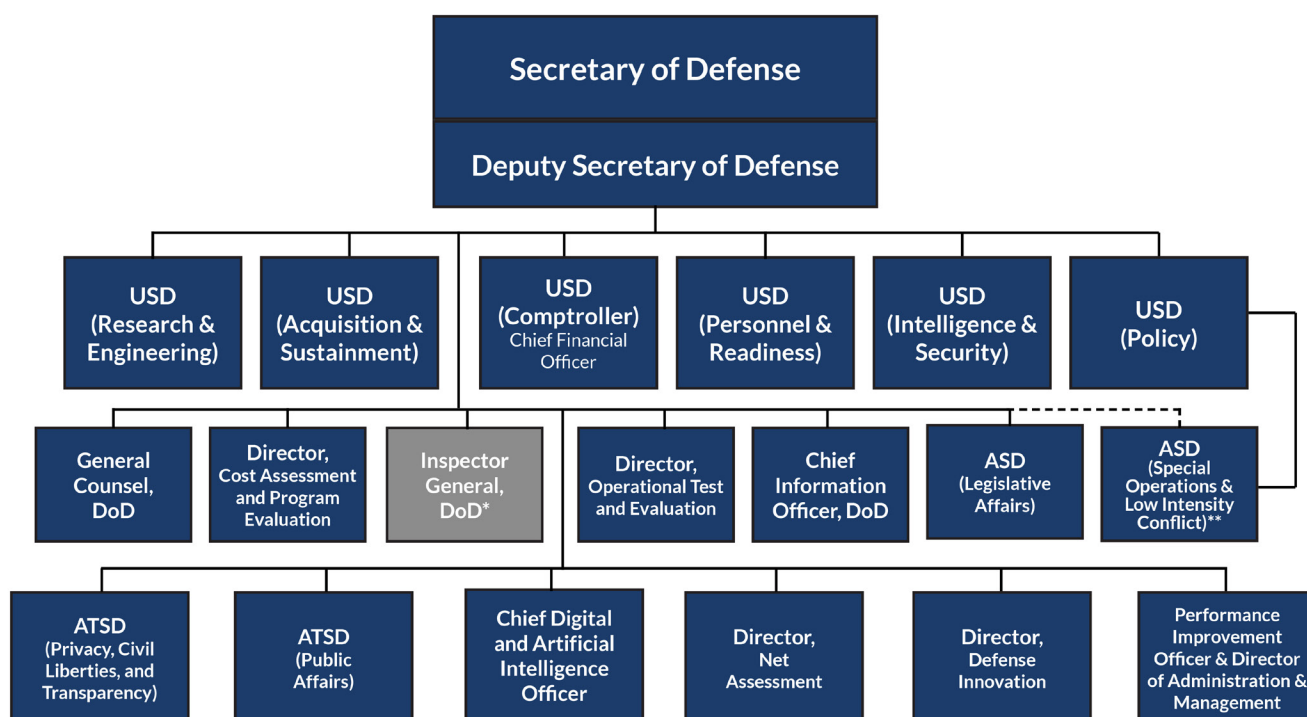 Secretary of Defense
Deputy Secretary of Defense
USD
(Research &
Engineering)
USD
(Acquisition &
Sustainment)
USD
(Comptroller)
Chief Financial
Officer
USD
(Personnel &
Readiness)
USD
(Intelligence &
Security)
USD
(Policy)
General
Counsel,
DoD
Director,
Cost Assessment
and Program
Evaluation
Inspector
General,
DoD*
Director,
Operational Test
and Evaluation
Chief
Information
Officer, DoD
ASD
(Legislative
Affairs)
ASD
(Special
Operations &
Low Intensity
Conflict)**
ATSD
(Privacy, Civil
Liberties, and
Transparency)
ATSD
(Public
Affairs)
Chief Digital
and Artificial
Intelligence
Officer
Director,
Net
Assessment
Director,
Defense
Innovation
Performance
Improvement
Officer & Director
of Administration &
Management